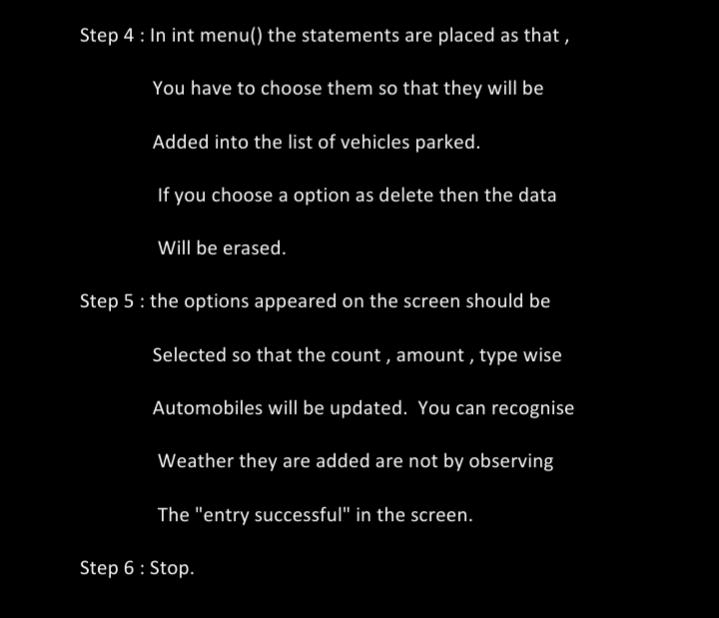 Step 4 : In int menu() the statements are placed as that ,
You have to choose them so that they will be
Added into the list of vehicles parked.
If you choose a option as delete then the data
Will be erased.
Step 5 : the options appeared on the screen should be
Selected so that the count , amount , type wise
Automobiles will be updated.  You can recognise
Weather they are added are not by observing
The "entry successful" in the screen.
Step 6 : Stop.